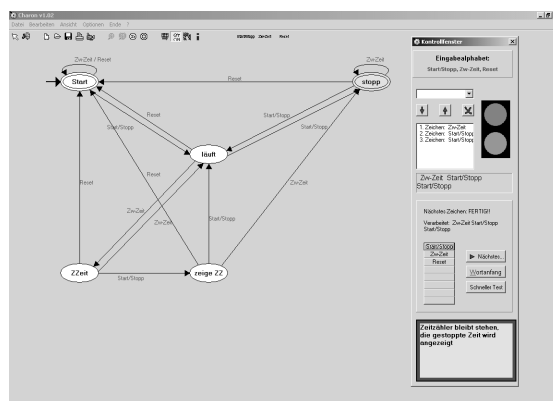 Charon v1.02
Datei Bearbeiten Ansicht Optionen Ende ?
Start/Stopp Zw-Zeit Reset
Kontrollfenster
Eingabealphabet:
Start/Stopp, Zw-Zeit, Reset
Zw-Zeit / Reset
Zw-Zeit
Start
Reset
stopp
Reset
Start/Stopp
Start/Stopp
Start/Stopp
läuft
1. Zeichen: Zw-Zeit
2. Zeichen: Start/Stopp
3. Zeichen: Start/Stopp
Reset
Reset
Zw-Zeit
Zw-Zeit
Zw-Zeit
Start/Stopp
Zw-Zeit Start/Stopp
Start/Stopp
Nächstes Zeichen: FERTIG!!
Verarbeitet: Zw-Zeit Start/Stopp
Start/Stopp
Start/Stopp
Zw-Zeit
Reset
Nächstes..
Wortanfang
Schneller Test
ZZeit
Start/Stopp
zeige ZZ
Zeitzähler bleibt stehen,
die gestoppte Zeit wird
angezeigt